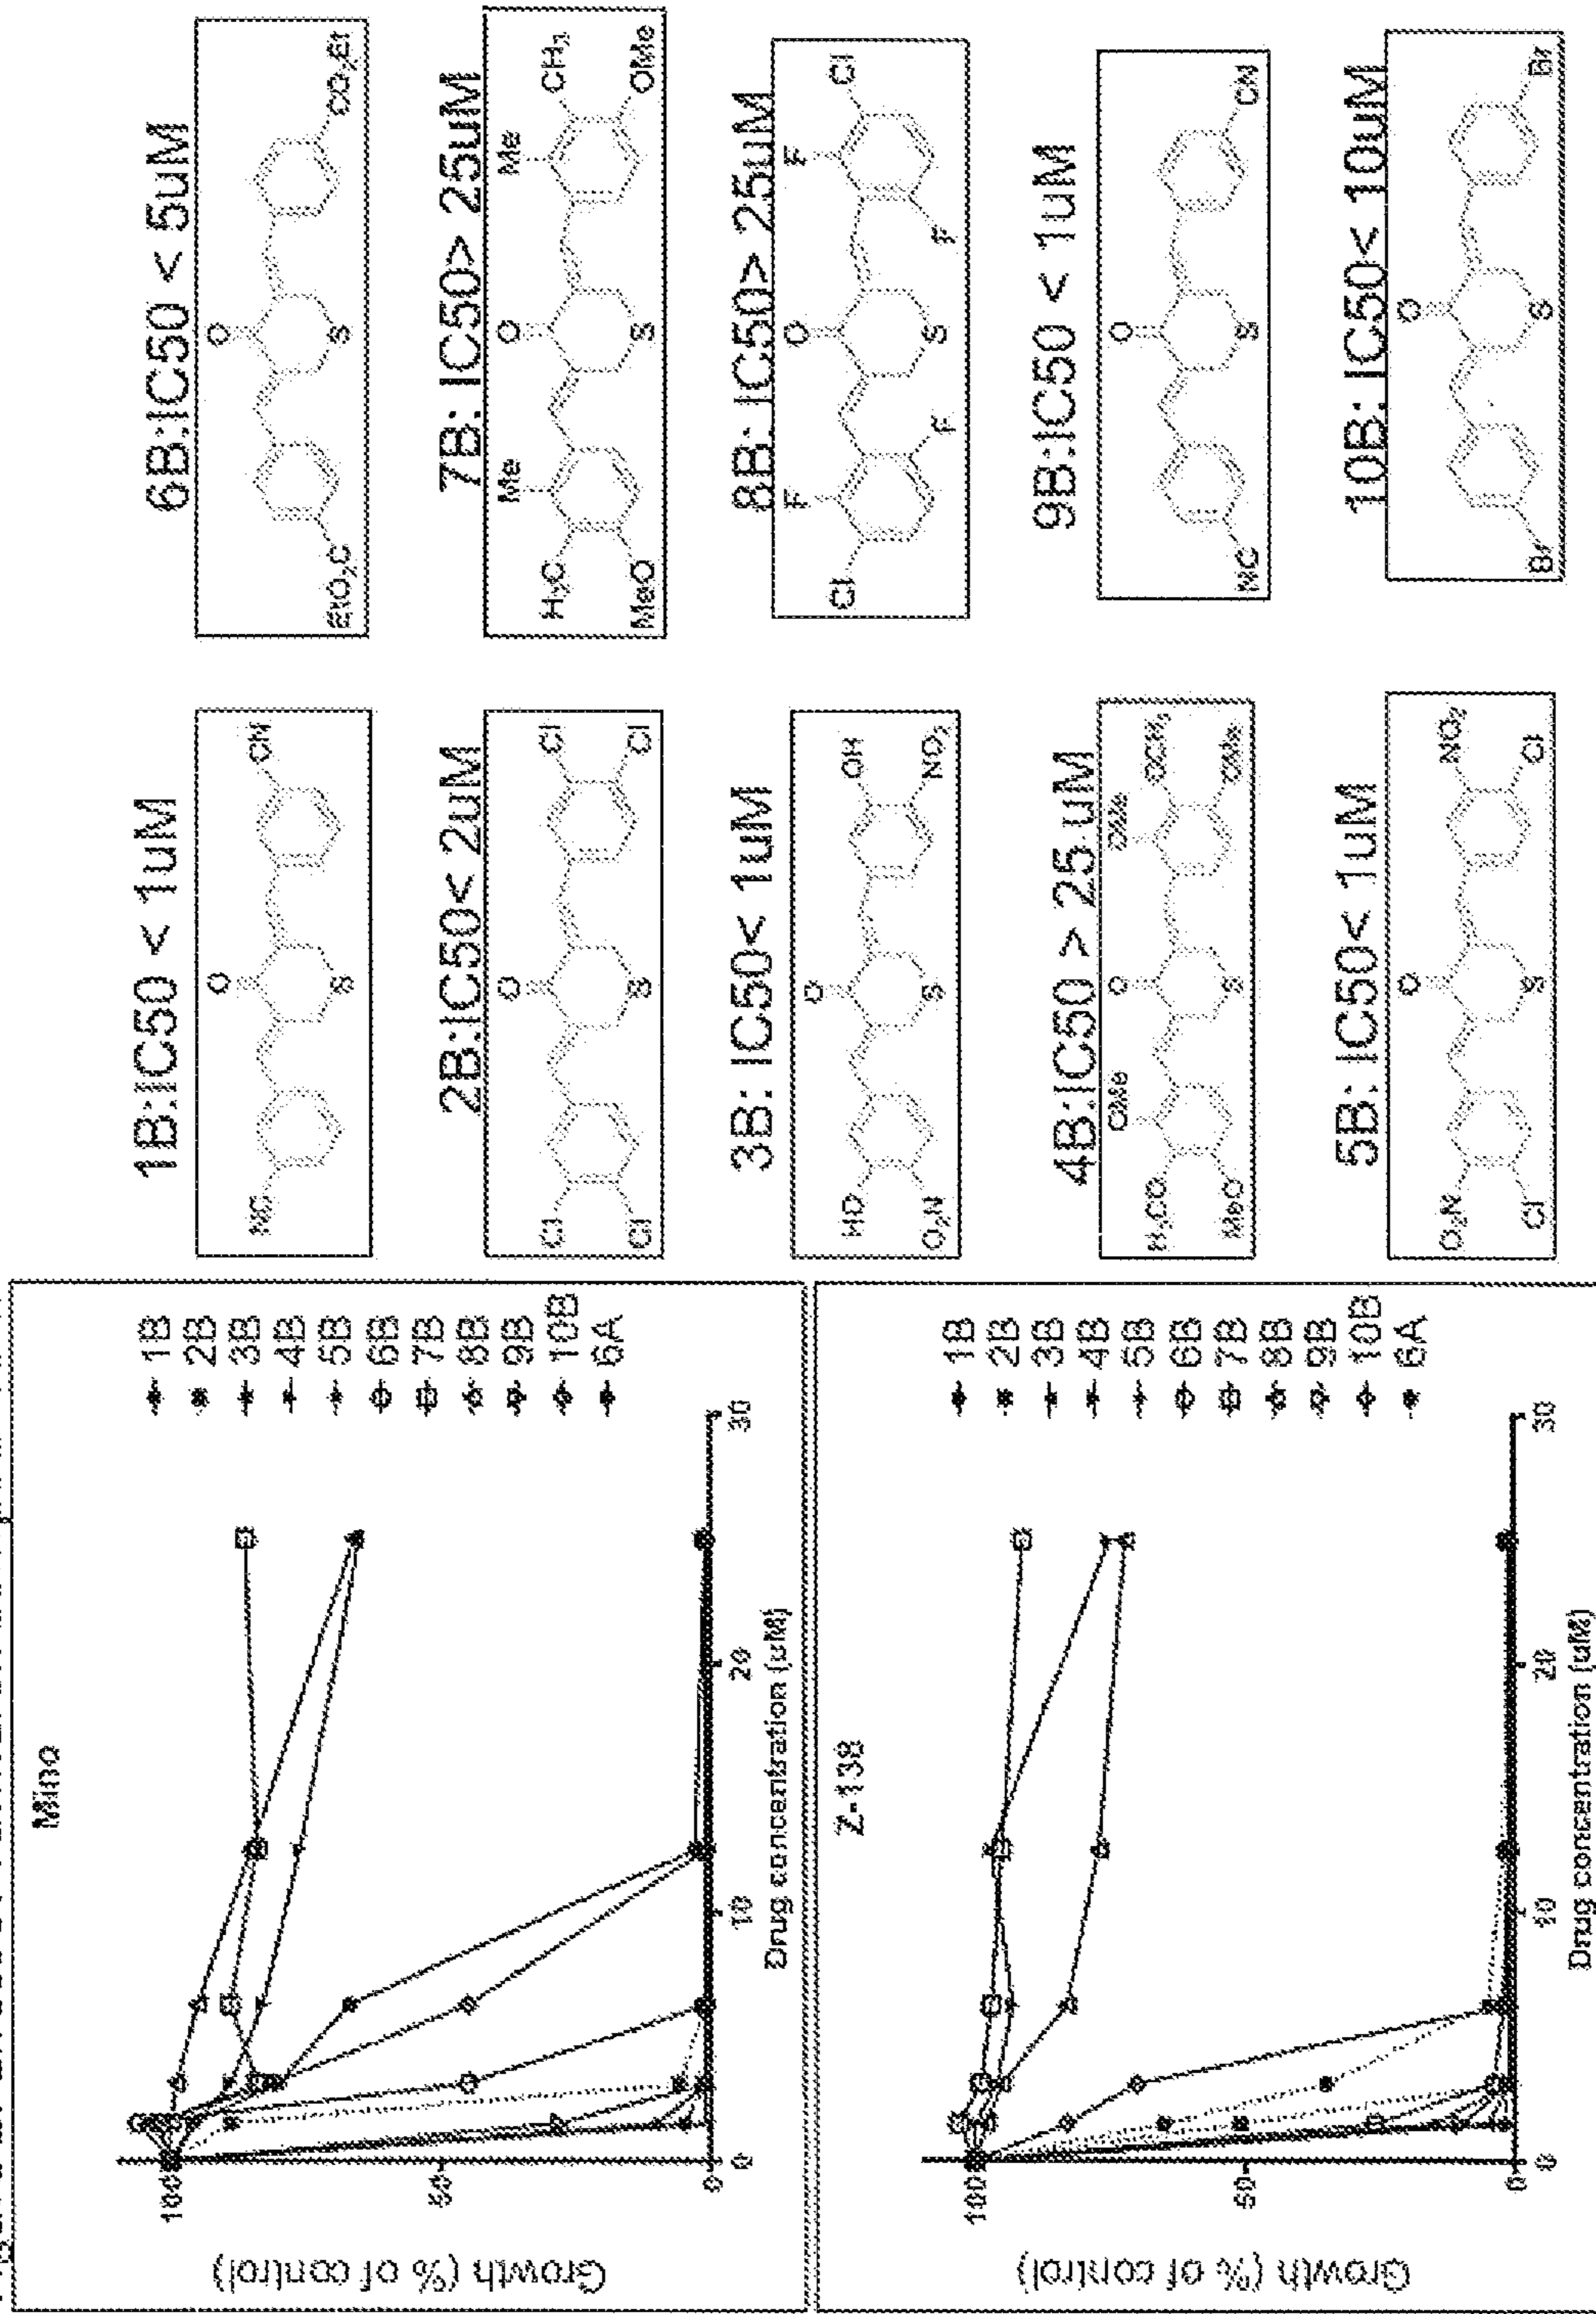 Mino
Growth (% of control)
100
50
0
0
10
20
30
Drug concentration (uM)
1B
2B
3B
4B
5B
6B
7B
8B
9B
10B
6A
Z-138
Growth (% of control)
100
50
0
0
10
20
30
Drug concentration (uM)
1B
2B
3B
4B
5B
6B
7B
8B
9B
10B
6A
1B:IC50 < 1uM
NC
O
S
CN
2B:IC50< 2uM
Cl
Cl
O
S
Cl
Cl
3B: IC50< 1uM
HO
O₂N
O
S
OH
NO₂
4B:IC50 > 25 uM
OMe
H₃CO
MeO
O
S
OMe
OCH₃
OMe
5B: IC50< 1uM
O₂N
Cl
O
S
NO₂
Cl
6B:IC50 < 5uM
EtO₂C
O
S
CO₂Et
7B: IC50> 25uM
Me
H₃C
MeO
O
S
Me
CH₃
OMe
8B: IC50> 25uM
F
Cl
F
O
S
F
Cl
F
9B:IC50 < 1uM
NC
O
S
CN
10B: IC50< 10uM
Br
O
S
Br